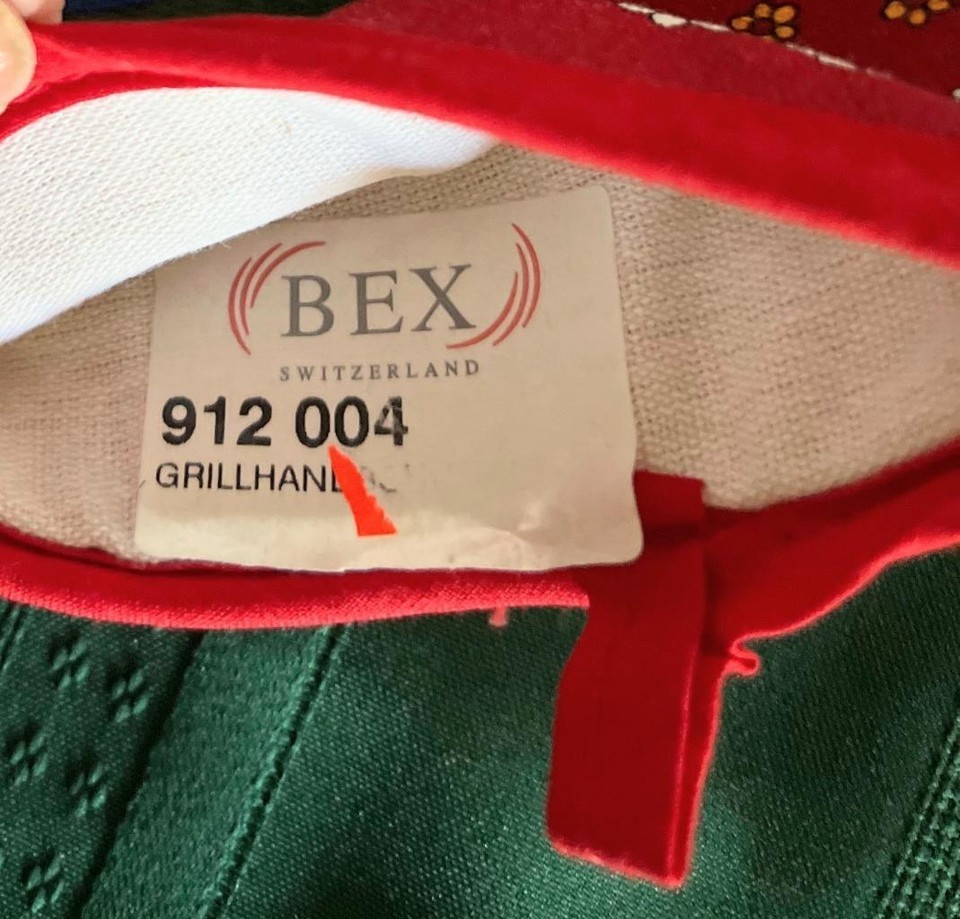 BEX
SWITZERLAND
912 004